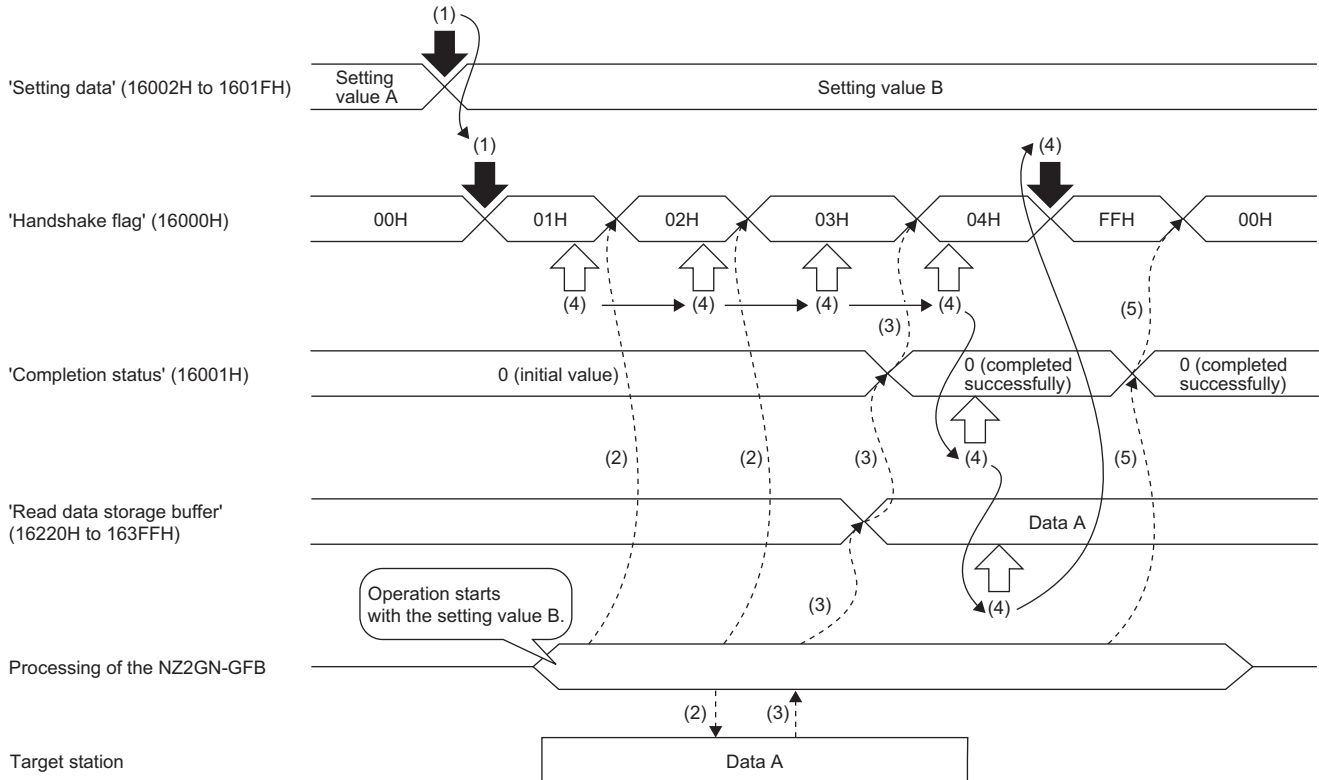 (1)
'Setting data' (16002H to 1601FH)
Setting
value A
Setting value B
(1)
(4)
'Handshake flag' (16000H)
00H
01H
02H
03H
04H
FFH
00H
(4)
(4)
(4)
(4)
(3)
(5)
'Completion status' (16001H)
0 (initial value)
0 (completed
successfully)
0 (completed
successfully)
(2)
(2)
(3)
(4)
(5)
'Read data storage buffer'
(16220H to 163FFH)
Data A
Operation starts
with the setting value B.
(3)
(4)
Processing of the NZ2GN-GFB
(2)
(3)
Target station
Data A